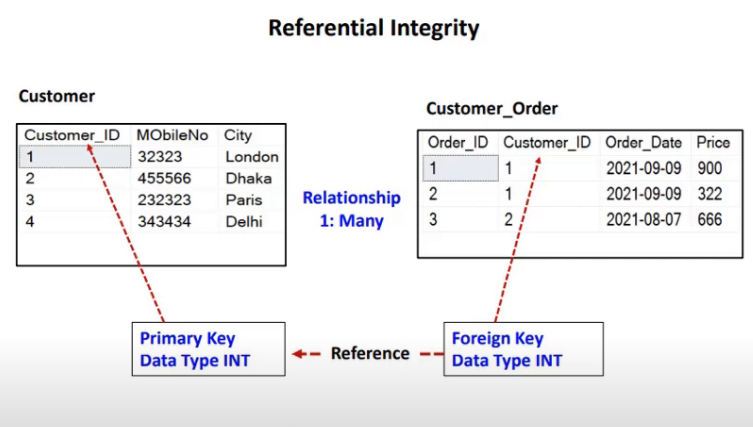 Referential Integrity
Customer
Customer_ID MObileNo City
1 32323 London
2 455566 Dhaka
3 232323 Paris
4 343434 Delhi
Relationship
1: Many
Customer_Order
Order_ID Customer_ID Order_Date Price
1 1 2021-09-09 900
2 1 2021-09-09 322
3 2 2021-08-07 666
Primary Key
Data Type INT
Reference
Foreign Key
Data Type INT